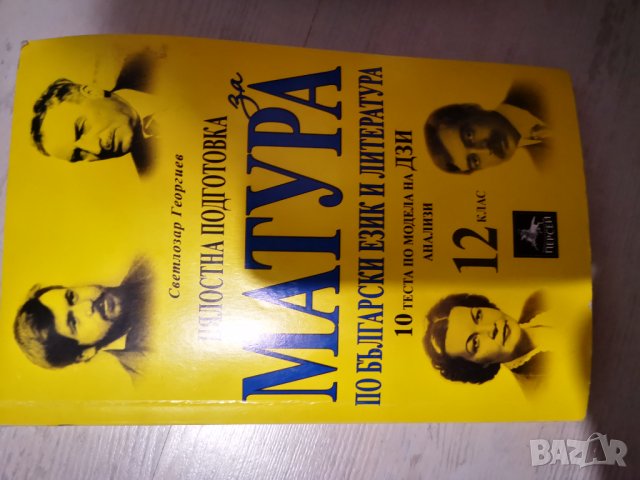 Светлозар Георгиев
ЦЯЛОСТНА ПОДГОТОВКА
за
МАТУРА
ПО БЪЛГАРСКИ ЕЗИК И ЛИТЕРАТУРА
10 ТЕСТА ПО МОДЕЛА НА ДЗИ
АНАЛИЗИ
12 КЛАС
ПЕРСЕЙ
BAZAR